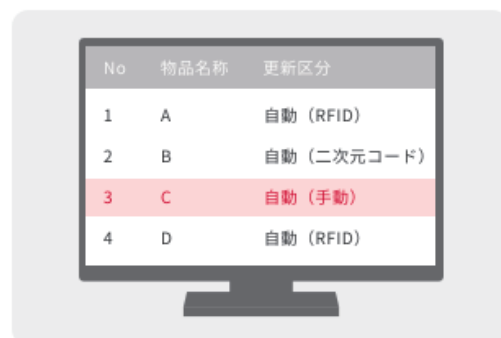 No 物品名称 更新区分
1 A 自動（RFID）
2 B 自動（二次元コード）
3 C 自動（手動）
4 D 自動（RFID）